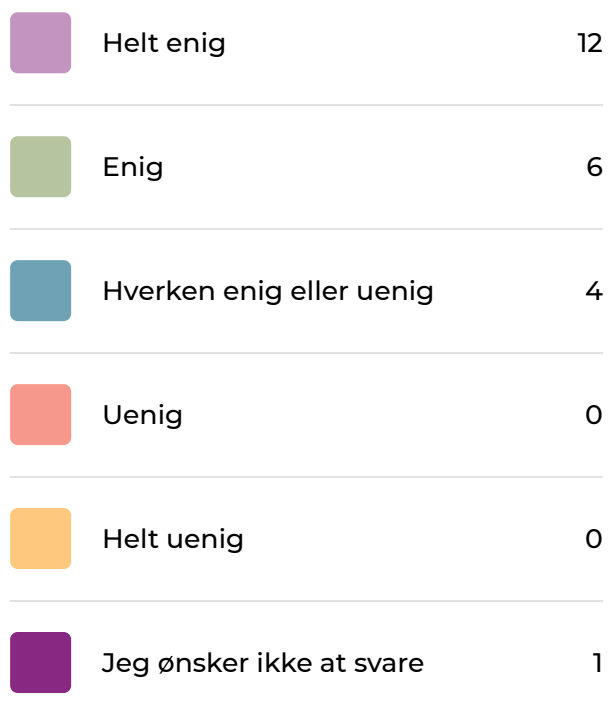 Helt enig 12
Enig 6
Hverken enig eller uenig 4
Uenig 0
Helt uenig 0
Jeg ønsker ikke at svare 1